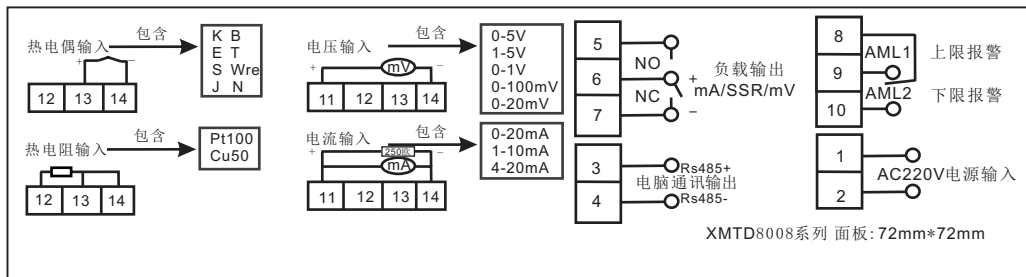 热电偶输入
包含
K B
E T
S Wre
J N
+
−
12 13 14
热电阻输入
包含
Pt100
Cu50
12 13 14
电压输入
包含
0-5V
1-5V
0-1V
0-100mV
0-20mV
+
mV
−
11 12 13 14
电流输入
包含
0-20mA
1-10mA
4-20mA
+
250欧
−
mA
11 12 13 14
5
6
7
NO
NC
+
−
负载输出
mA/SSR/mV
3
4
Rs485+
电脑通讯输出
Rs485-
8
9
10
AML1
上限报警
AML2
下限报警
1
2
AC220V电源输入
XMTD8008系列 面板:72mm*72mm